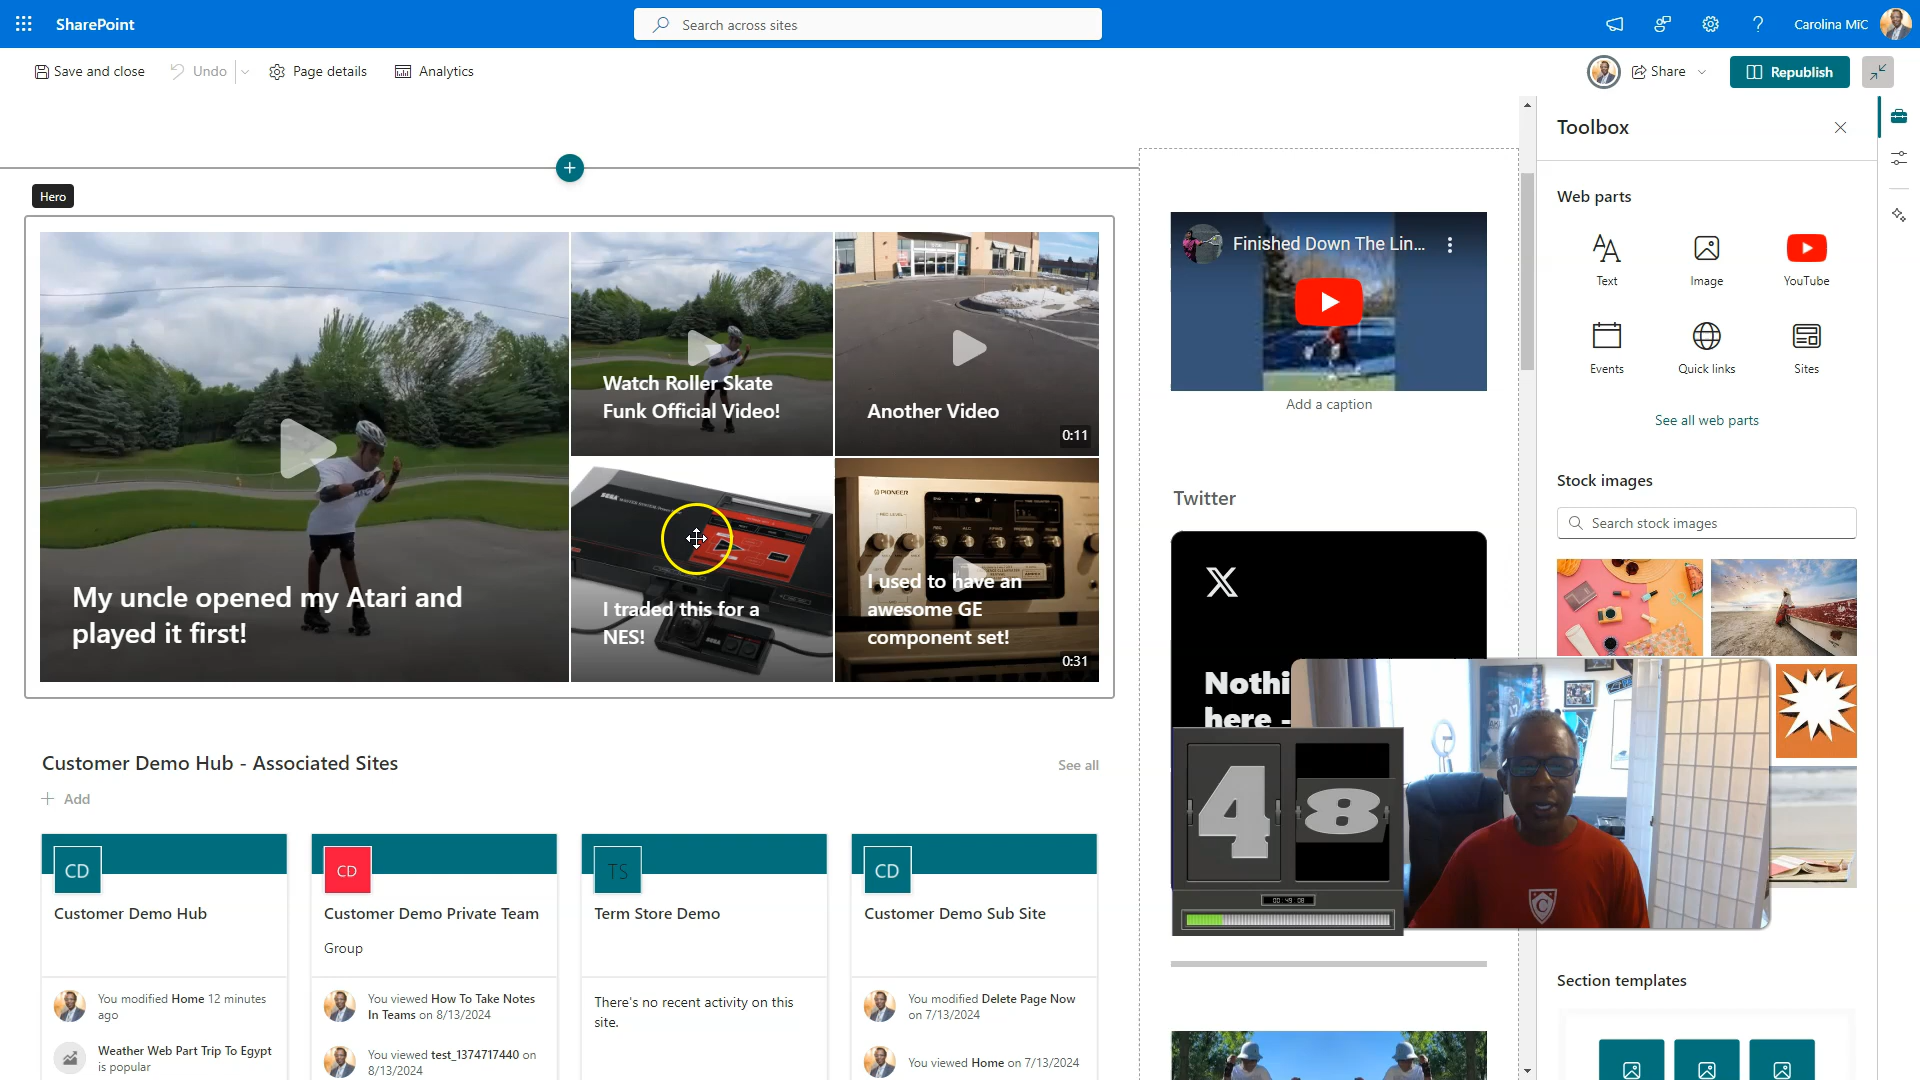 SharePoint
Search across sites
Carolina MiC
Save and close
Undo
Page details
Analytics
Share
Republish
Hero
My uncle opened my Atari and
played it first!
Watch Roller Skate
Funk Official Video!
Another Video
0:11
SEGA
I traded this for a
NES!
SEGA
PIONEER
I used to have an
awesome GE
component set!
0:31
Customer Demo Hub - Associated Sites
See all
Add
CD
Customer Demo Hub
You modified Home 12 minutes
ago
Weather Web Part Trip To Egypt
is popular
CD
Customer Demo Private Team
Group
You viewed How To Take Notes
In Teams on 8/13/2024
You viewed test_1374717440 on
8/13/2024
TS
Term Store Demo
There's no recent activity on this
site.
CD
Customer Demo Sub Site
You modified Delete Page Now
on 7/13/2024
You viewed Home on 7/13/2024
Finished Down The Lin...
Add a caption
Twitter
X
Nothi
here -
48
00: 49 08
C
Toolbox
Web parts
Text
Image
YouTube
Events
Quick links
Sites
See all web parts
Stock images
Search stock images
Section templates